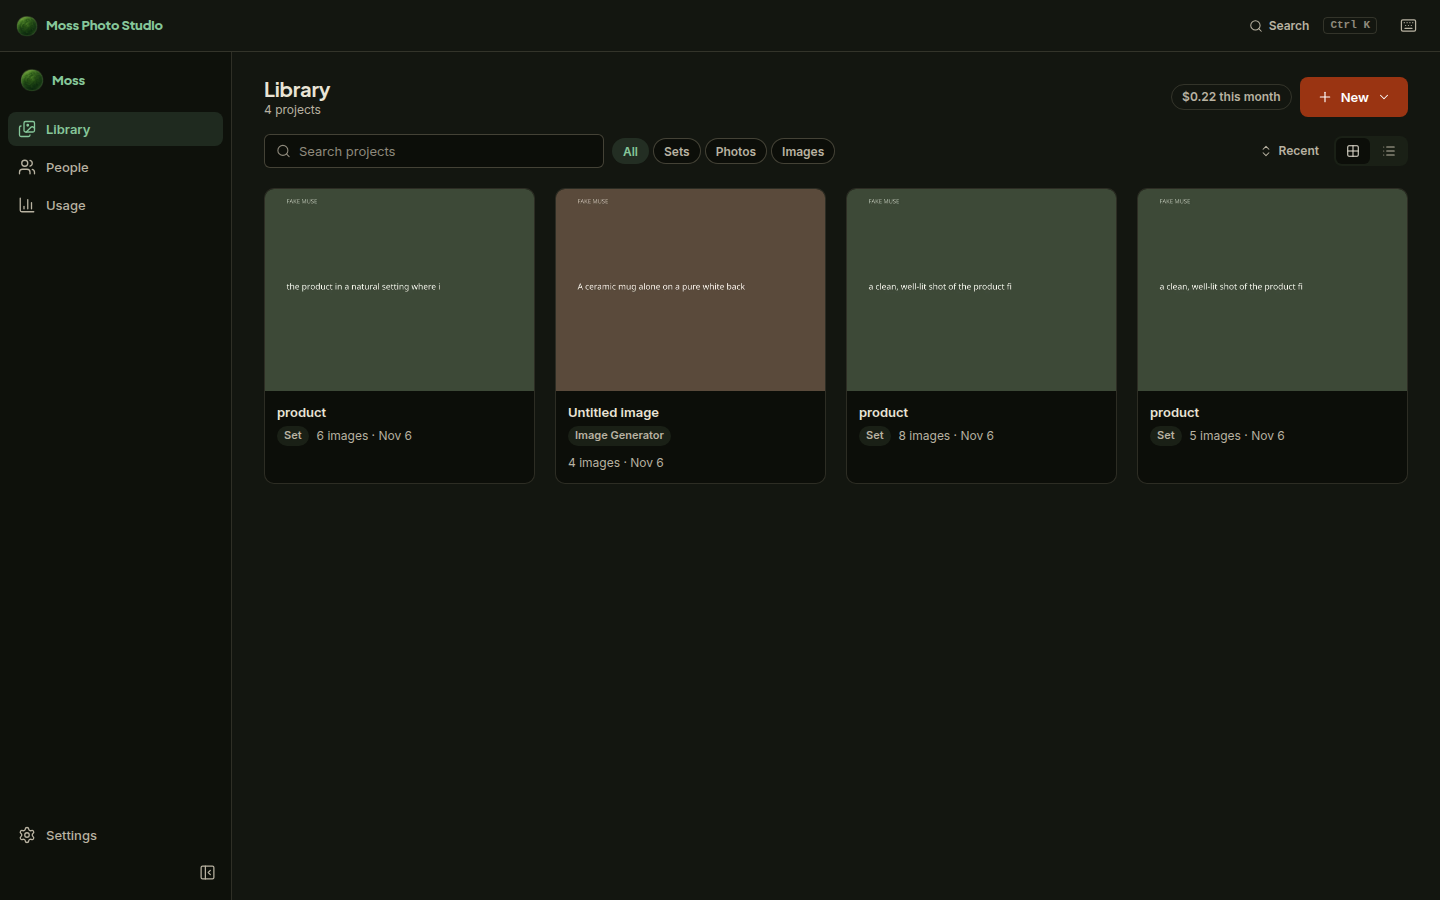 Moss Photo Studio
Search Ctrl K
Moss
Library
People
Usage
Settings
Library
4 projects
$0.22 this month
New
Search projects
All Sets Photos Images
Recent
FAKE MUSE
the product in a natural setting where i
product
Set 6 images · Nov 6
FAKE MUSE
A ceramic mug alone on a pure white back
Untitled image
Image Generator
4 images · Nov 6
FAKE MUSE
a clean, well-lit shot of the product fi
product
Set 8 images · Nov 6
FAKE MUSE
a clean, well-lit shot of the product fi
product
Set 5 images · Nov 6